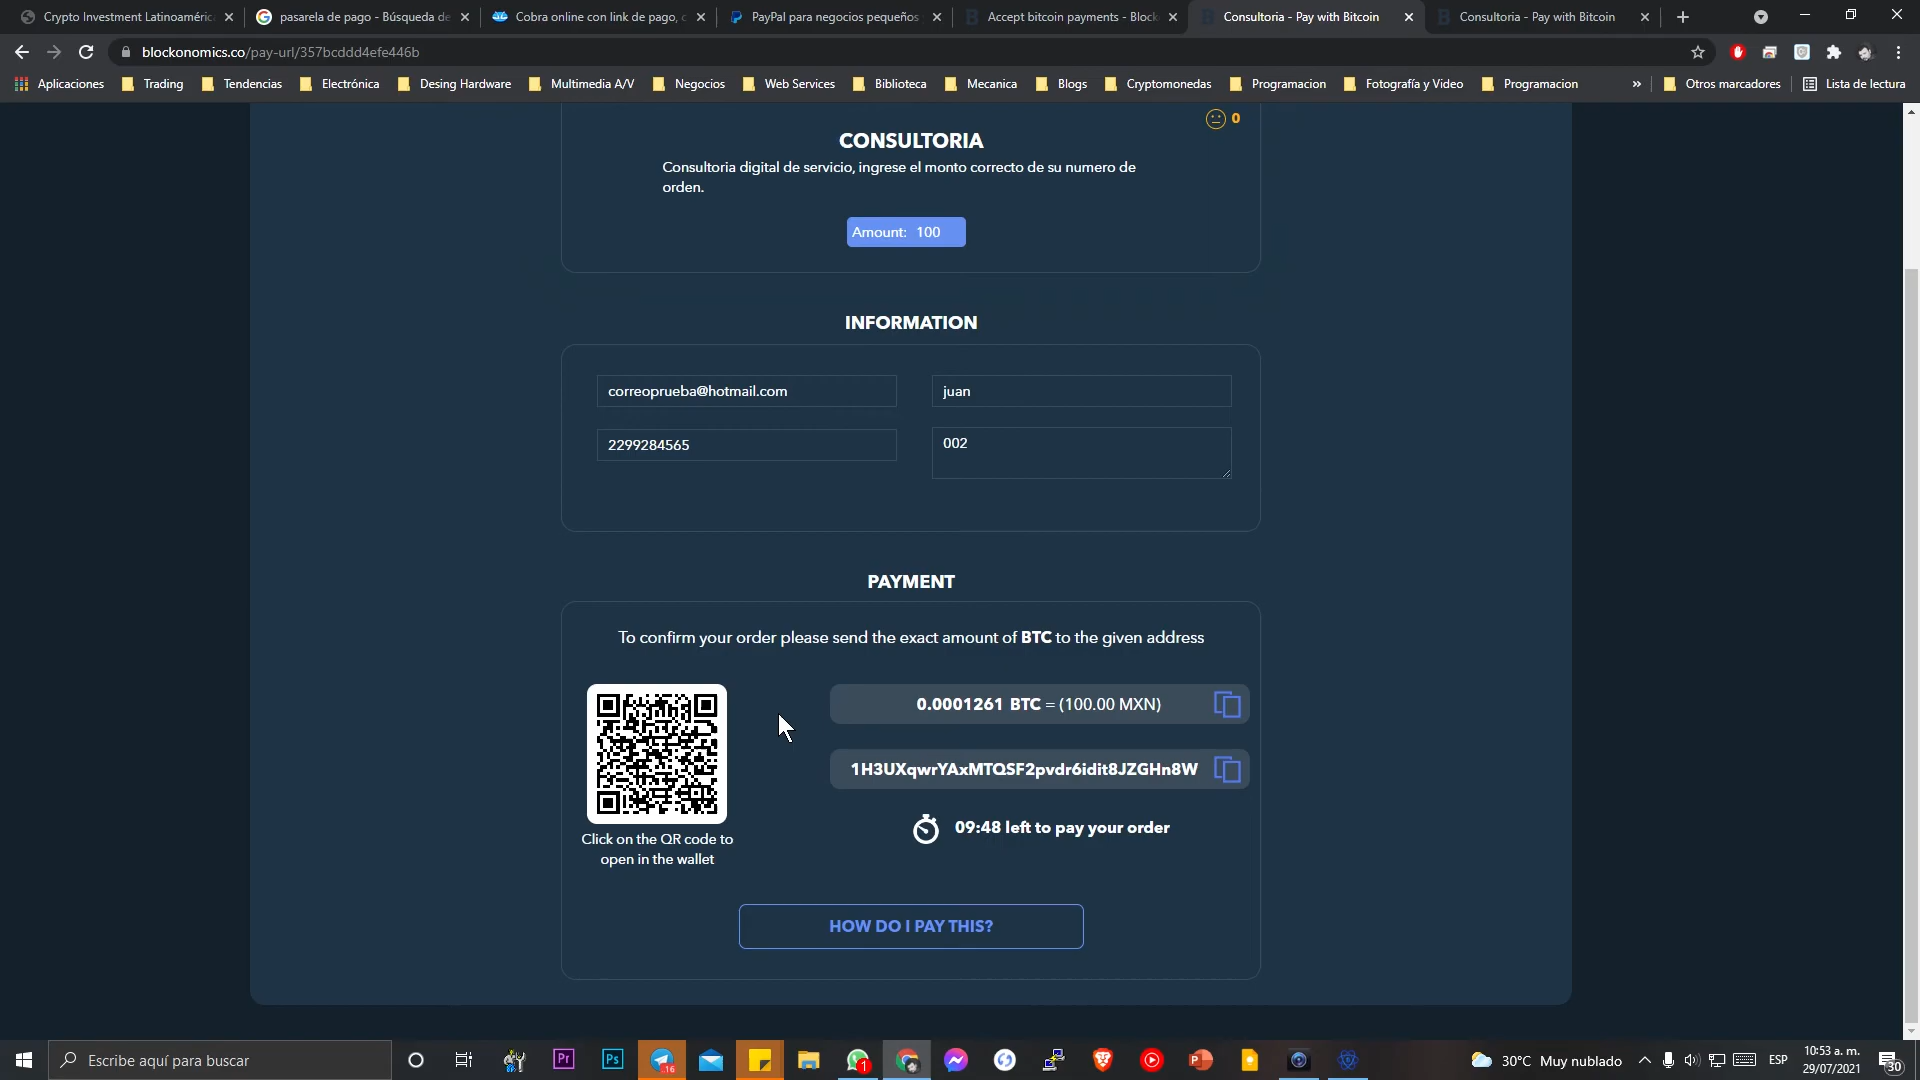 Crypto Investment Latinoaméric
pasarela de pago - Búsqueda de
Cobra online con link de pago, c
PayPal para negocios pequeños
Accept bitcoin payments - Block
Consultoria - Pay with Bitcoin
Consultoria - Pay with Bitcoin
blockonomics.co/pay-url/357bcddd4efe446b
Aplicaciones
Trading
Tendencias
Electrónica
Desing Hardware
Multimedia A/V
Negocios
Web Services
Biblioteca
Mecanica
Blogs
Cryptomonedas
Programacion
Fotografía y Video
Programacion
»
Otros marcadores
Lista de lectura
0
CONSULTORIA
Consultoria digital de servicio, ingrese el monto correcto de su numero de
orden.
Amount: 100
INFORMATION
correoprueba@hotmail.com
juan
2299284565
002
PAYMENT
To confirm your order please send the exact amount of BTC to the given address
0.0001261 BTC = (100.00 MXN)
1H3UXqwrYAxMTQSF2pvdr6idit8JZGHn8W
09:48 left to pay your order
Click on the QR code to
open in the wallet
HOW DO I PAY THIS?
Escribe aquí para buscar
Pr
Ps
16
1
30°C Muy nublado
ESP
10:53 a. m.
29/07/2021
30